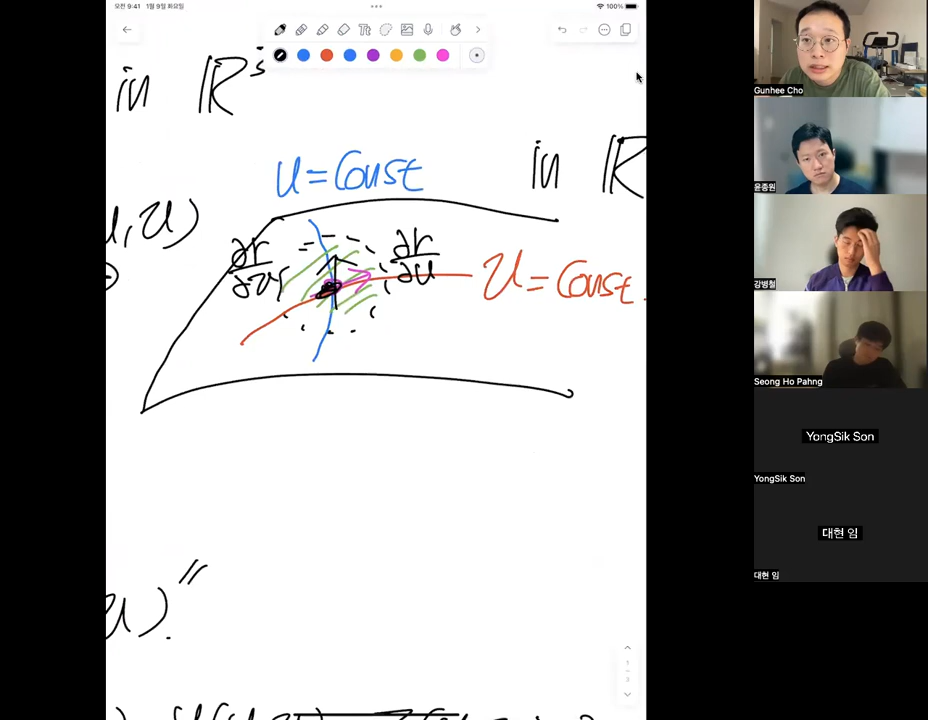 오전 9:41 1월 9일 화요일
100%
Tt
in ℝ³
u = Const
in ℝ
u, v)
∂r/∂v
∂r/∂u
v = Const.
u)."
Gunhee Cho
윤종원
강병철
Seong Ho Pahng
YongSik Son
YongSik Son
대현 임
대현 임